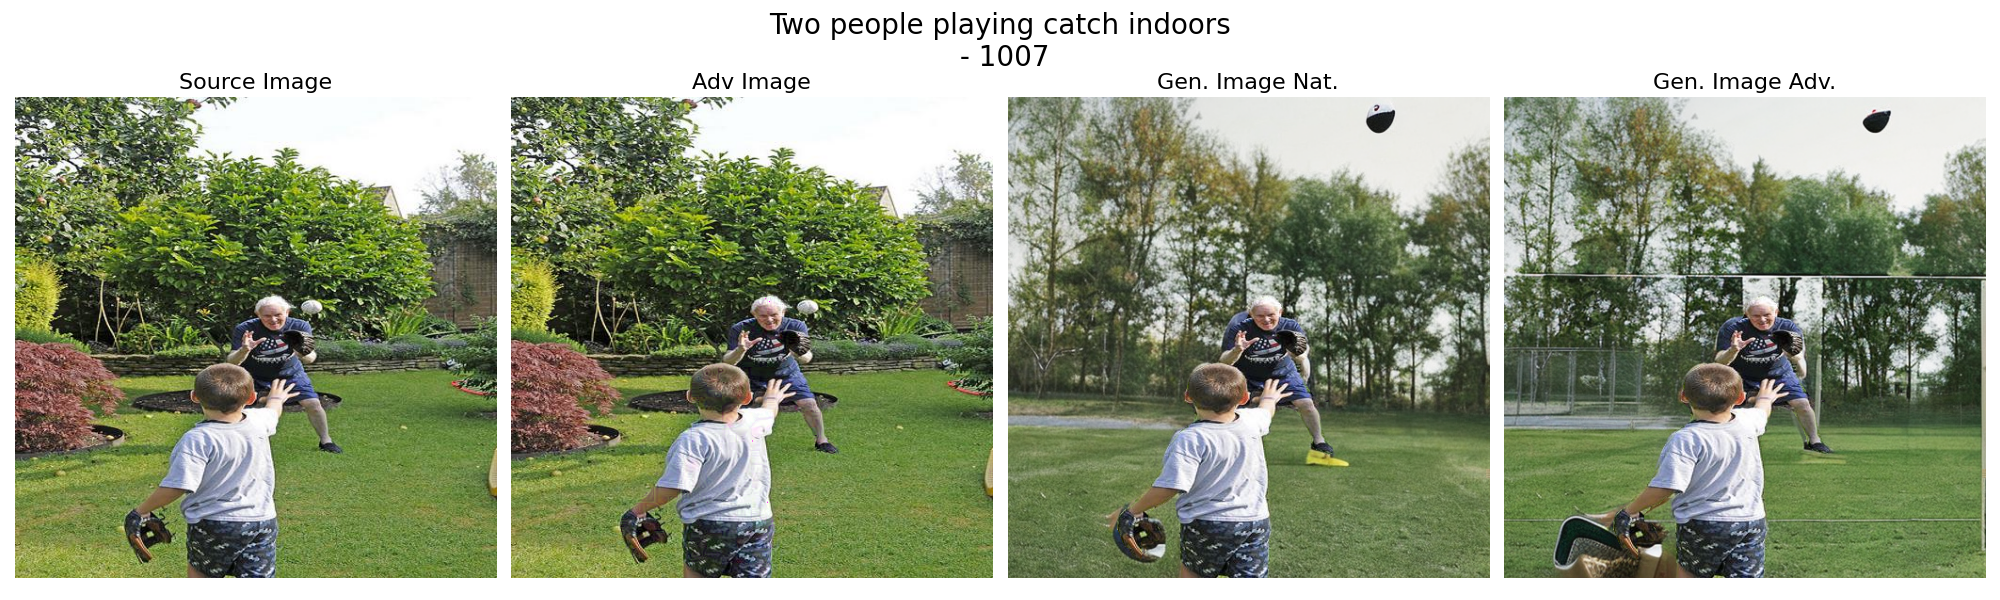 Two people playing catch indoors
- 1007
Source Image
Adv Image
Gen. Image Nat.
Gen. Image Adv.